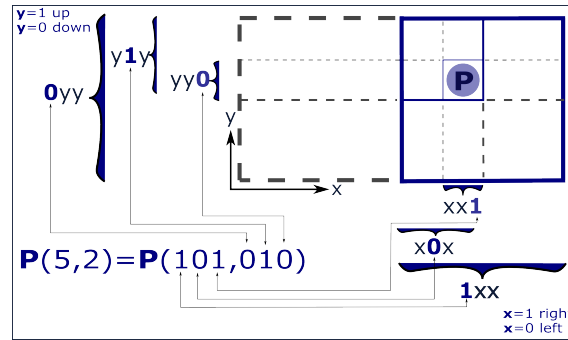 y=1 up
y=0 down
y1y
yy0
0yy
P
y
x
xx1
x0x
P(5,2)=P(101,010)
1xx
x=1 righ
x=0 left